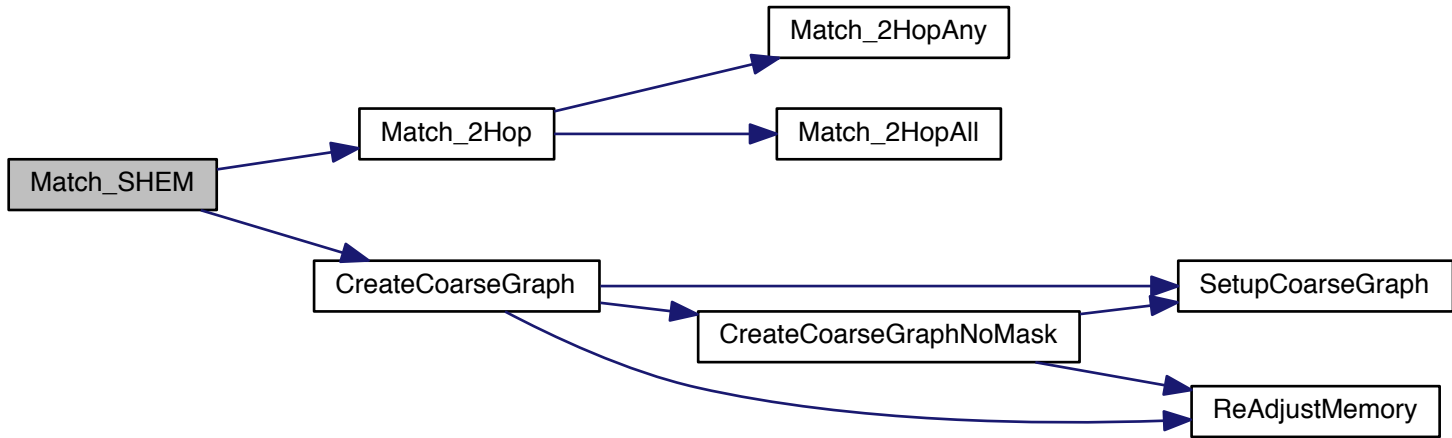 Match_2HopAny
Match_2Hop
Match_2HopAll
Match_SHEM
CreateCoarseGraph
SetupCoarseGraph
CreateCoarseGraphNoMask
ReAdjustMemory